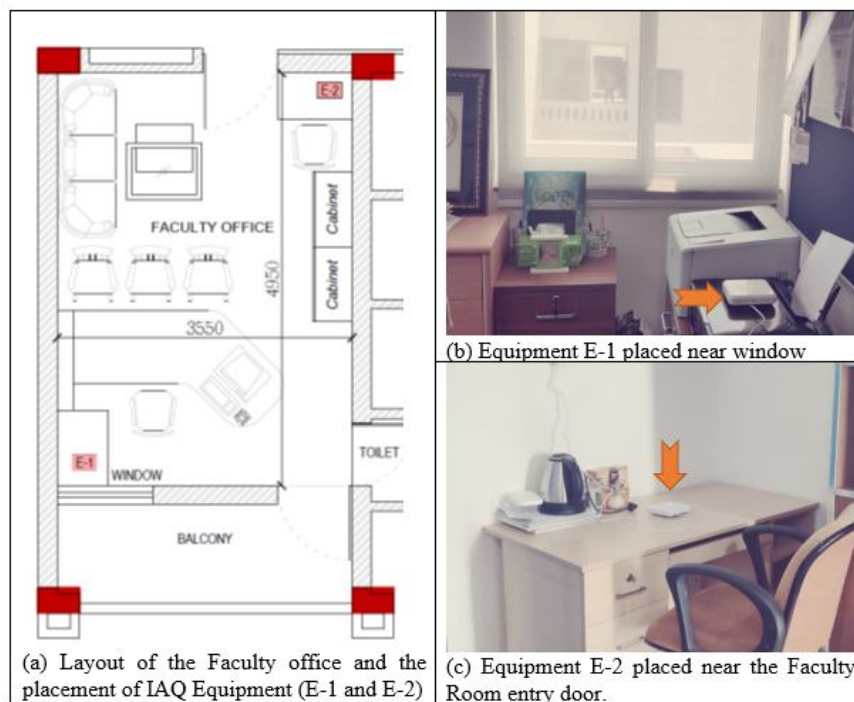 E-2
Cabinet
FACULTY OFFICE
Cabinet
4950
3550
E-1
WINDOW
TOILET
BALCONY
(a) Layout of the Faculty office and the
placement of IAQ Equipment (E-1 and E-2)
(b) Equipment E-1 placed near window
(c) Equipment E-2 placed near the Faculty
Room entry door.